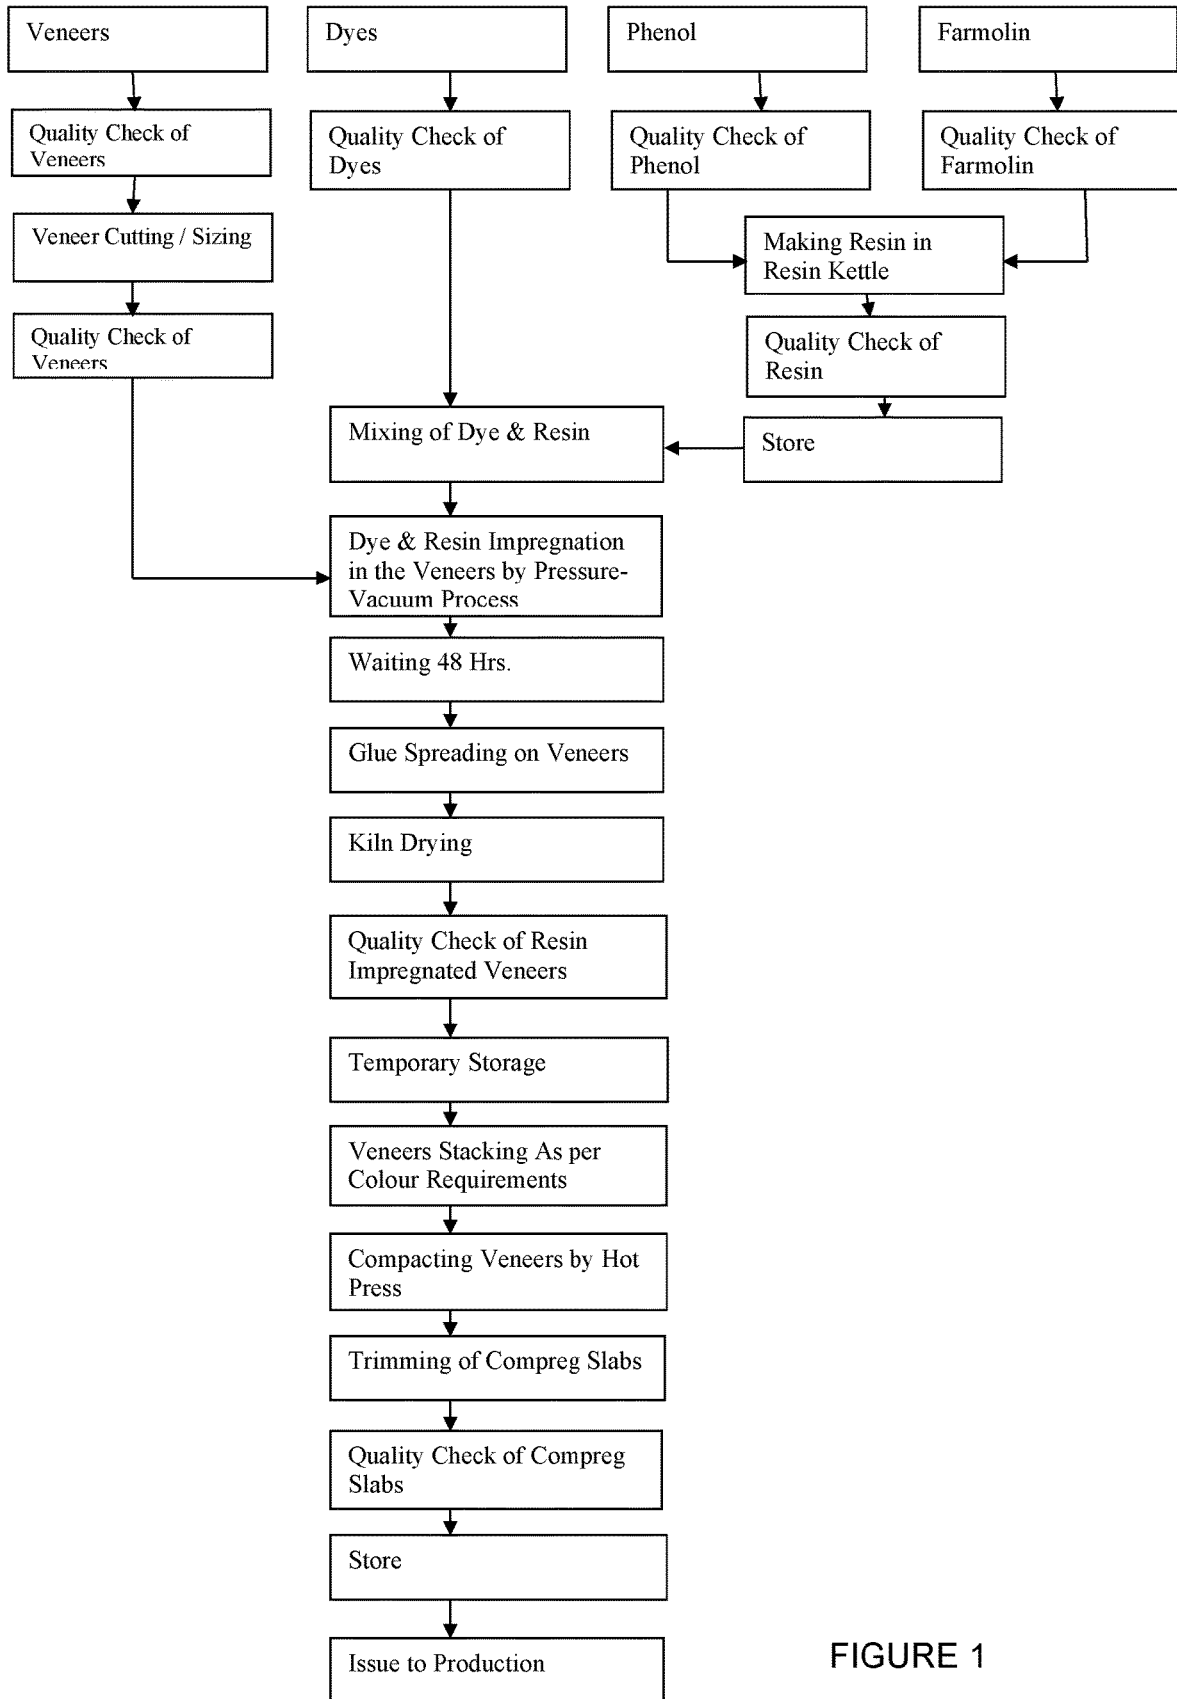 Veneers
Dyes
Phenol
Farmolin
Quality Check of
Veneers
Quality Check of
Dyes
Quality Check of
Phenol
Quality Check of
Farmolin
Veneer Cutting / Sizing
Making Resin in
Resin Kettle
Quality Check of
Veneers
Quality Check of
Resin
Mixing of Dye & Resin
Store
Dye & Resin Impregnation
in the Veneers by Pressure-
Vacuum Process
Waiting 48 Hrs.
Glue Spreading on Veneers
Kiln Drying
Quality Check of Resin
Impregnated Veneers
Temporary Storage
Veneers Stacking As per
Colour Requirements
Compacting Veneers by Hot
Press
Trimming of Compreg Slabs
Quality Check of Compreg
Slabs
Store
Issue to Production
FIGURE 1